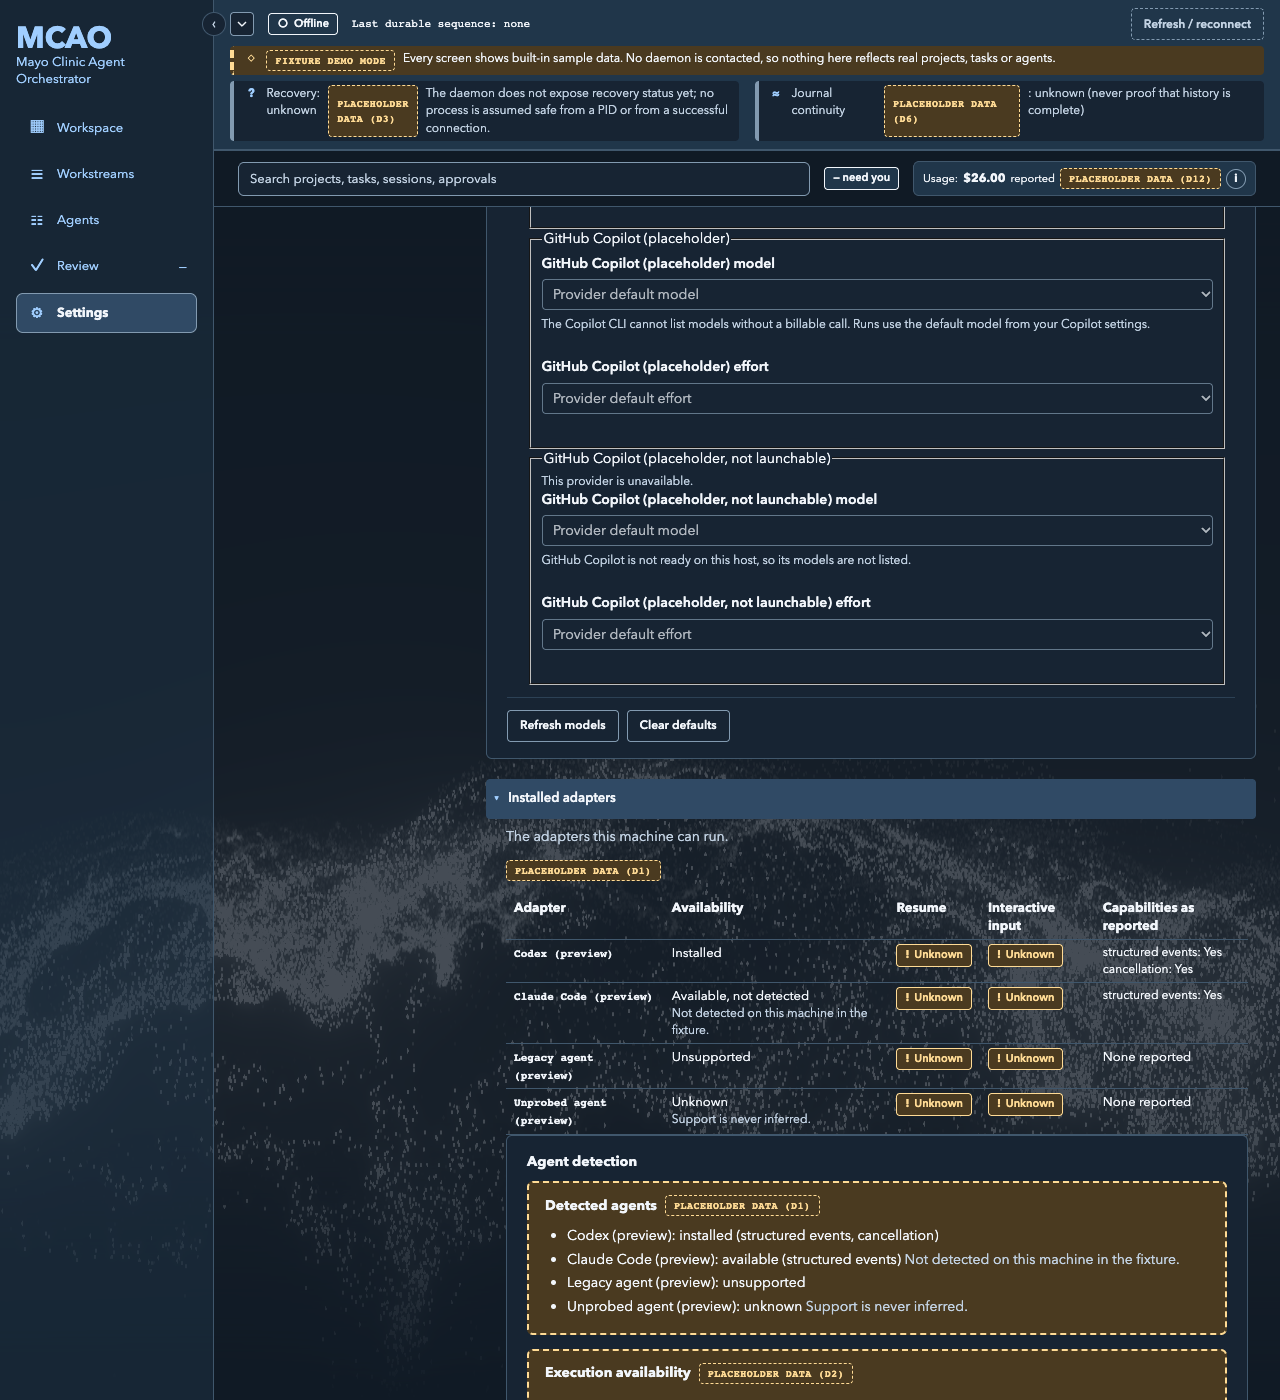 MCAO
Mayo Clinic Agent
Orchestrator
Workspace
Workstreams
Agents
Review –
Settings
Offline
Last durable sequence: none
Refresh / reconnect
FIXTURE DEMO MODE Every screen shows built-in sample data. No daemon is contacted, so nothing here reflects real projects, tasks or agents.
? Recovery:
unknown
PLACEHOLDER
DATA (D3)
The daemon does not expose recovery status yet; no
process is assumed safe from a PID or from a successful
connection.
≈ Journal
continuity
PLACEHOLDER DATA
(D6)
: unknown (never proof that history is
complete)
Search projects, tasks, sessions, approvals
– need you
Usage: $26.00 reported PLACEHOLDER DATA (D12) i
GitHub Copilot (placeholder)
GitHub Copilot (placeholder) model
Provider default model
The Copilot CLI cannot list models without a billable call. Runs use the default model from your Copilot settings.
GitHub Copilot (placeholder) effort
Provider default effort
GitHub Copilot (placeholder, not launchable)
This provider is unavailable.
GitHub Copilot (placeholder, not launchable) model
Provider default model
GitHub Copilot is not ready on this host, so its models are not listed.
GitHub Copilot (placeholder, not launchable) effort
Provider default effort
Refresh models
Clear defaults
Installed adapters
The adapters this machine can run.
PLACEHOLDER DATA (D1)
Adapter
Availability
Resume
Interactive
input
Capabilities as
reported
Codex (preview)
Installed
! Unknown
! Unknown
structured events: Yes
cancellation: Yes
Claude Code (preview)
Available, not detected
Not detected on this machine in the
fixture.
! Unknown
! Unknown
structured events: Yes
Legacy agent
(preview)
Unsupported
! Unknown
! Unknown
None reported
Unprobed agent
(preview)
Unknown
Support is never inferred.
! Unknown
! Unknown
None reported
Agent detection
Detected agents PLACEHOLDER DATA (D1)
• Codex (preview): installed (structured events, cancellation)
• Claude Code (preview): available (structured events) Not detected on this machine in the fixture.
• Legacy agent (preview): unsupported
• Unprobed agent (preview): unknown Support is never inferred.
Execution availability PLACEHOLDER DATA (D2)